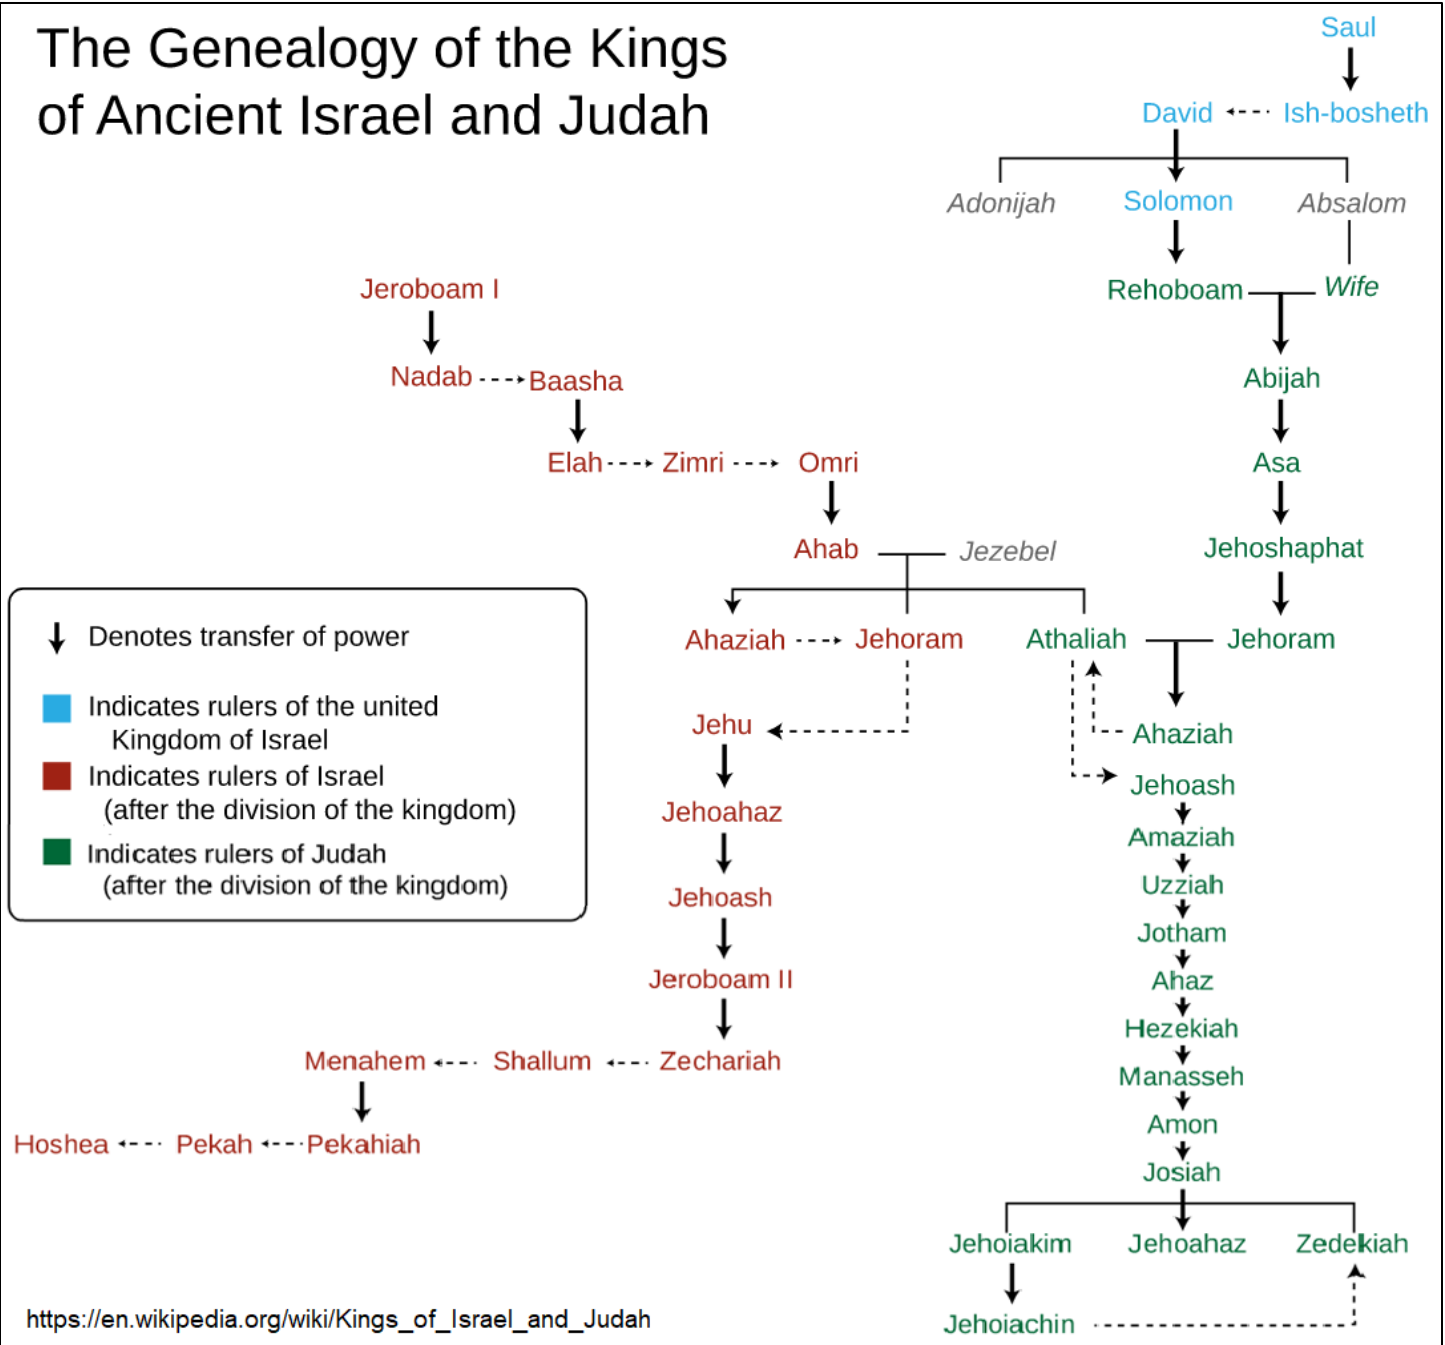 The Genealogy of the Kings
of Ancient Israel and Judah
Saul
David
Ish-bosheth
Adonijah
Solomon
Absalom
Jeroboam I
Rehoboam
Wife
Nadab
Baasha
Abijah
Elah
Zimri
Omri
Asa
Ahab
Jezebel
Jehoshaphat
Ahaziah
Jehoram
Athaliah
Jehoram
Jehu
Ahaziah
Jehoash
Jehoahaz
Amaziah
Uzziah
Jehoash
Jotham
Jeroboam II
Ahaz
Hezekiah
Menahem
Shallum
Zechariah
Manasseh
Amon
Hoshea
Pekah
Pekahiah
Josiah
Jehoiakim
Jehoahaz
Zedekiah
Jehoiachin
Denotes transfer of power
Indicates rulers of the united
Kingdom of Israel
Indicates rulers of Israel
(after the division of the kingdom)
Indicates rulers of Judah
(after the division of the kingdom)
https://en.wikipedia.org/wiki/Kings_of_Israel_and_Judah